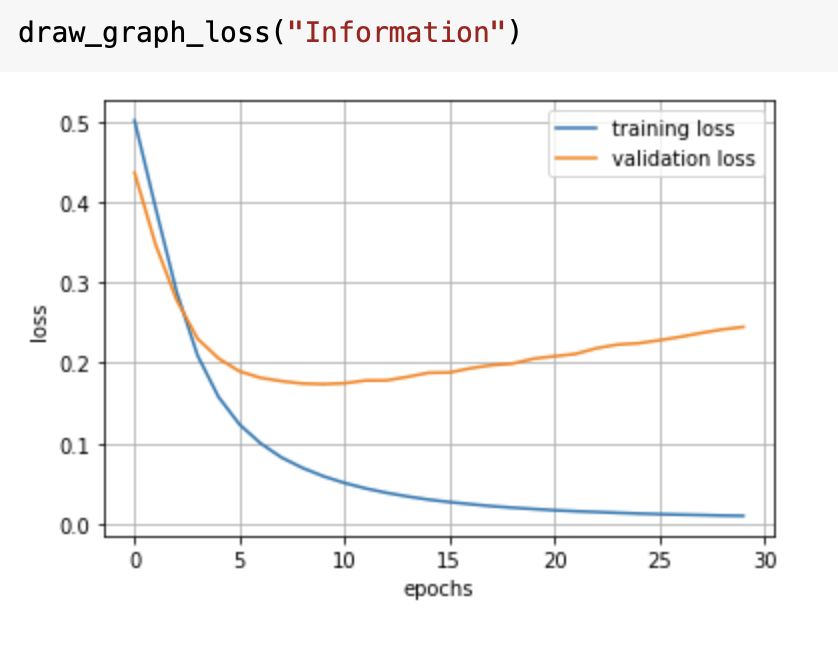 draw_graph_loss("Information")
training loss
validation loss
0.5
0.4
0.3
0.2
0.1
0.0
loss
0 5 10 15 20 25 30
epochs